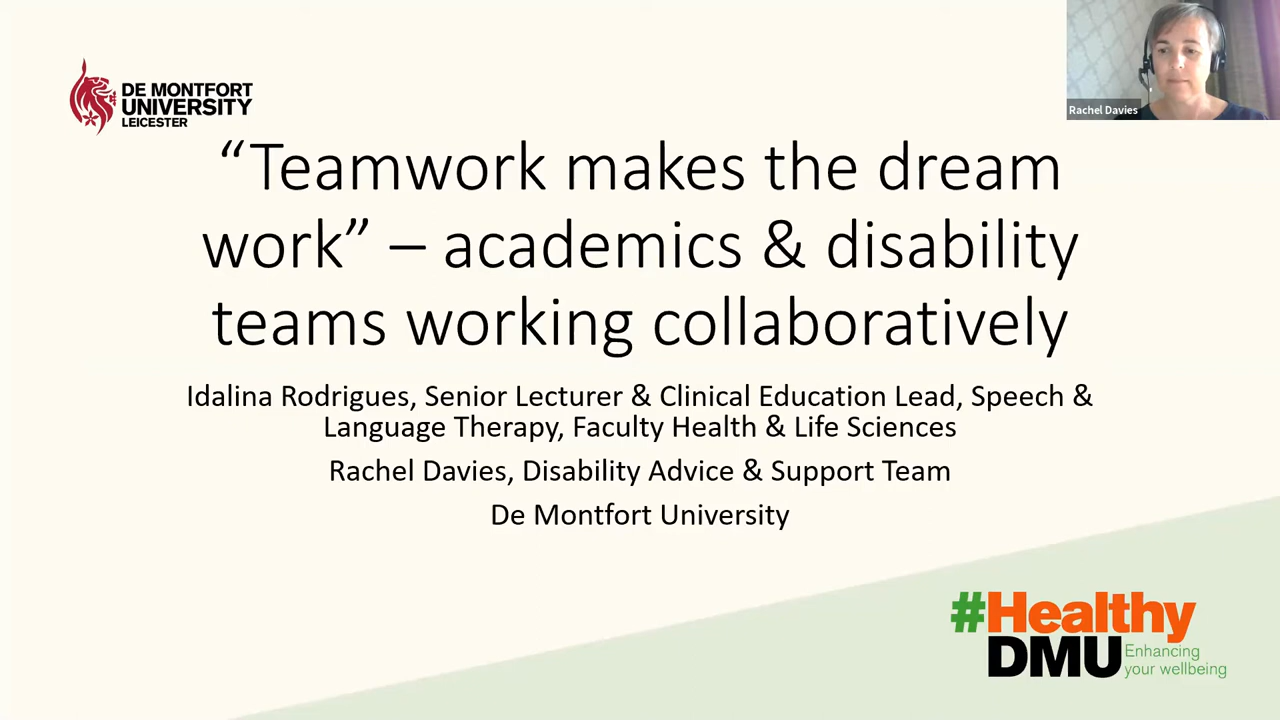 DE MONTFORT
UNIVERSITY
LEICESTER
Rachel Davies
“Teamwork makes the dream
work” – academics & disability
teams working collaboratively
Idalina Rodrigues, Senior Lecturer & Clinical Education Lead, Speech &
Language Therapy, Faculty Health & Life Sciences
Rachel Davies, Disability Advice & Support Team
De Montfort University
#Healthy
DMU Enhancing
your wellbeing